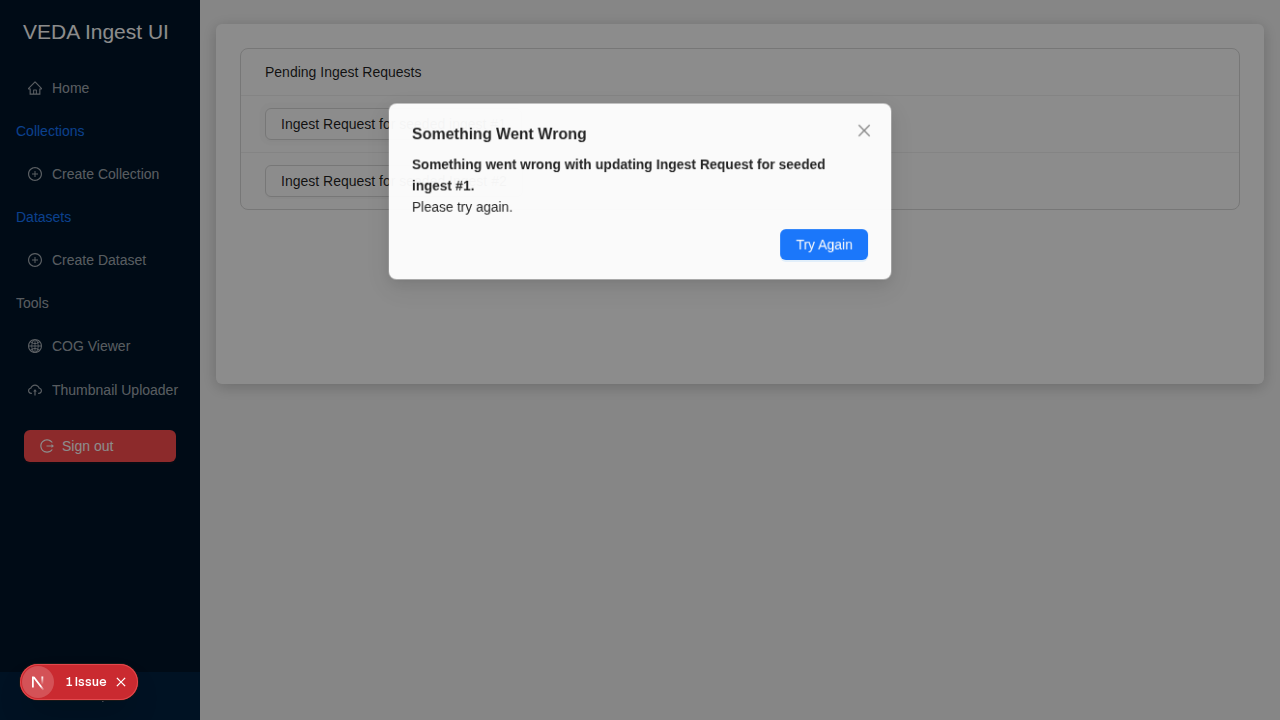 VEDA Ingest UI
Home
Collections
Create Collection
Datasets
Create Dataset
Tools
COG Viewer
Thumbnail Uploader
Sign out
1 Issue
Pending Ingest Requests
Ingest Request fo
Ingest Request fo
Something Went Wrong
Something went wrong with updating Ingest Request for seeded
ingest #1.
Please try again.
Try Again